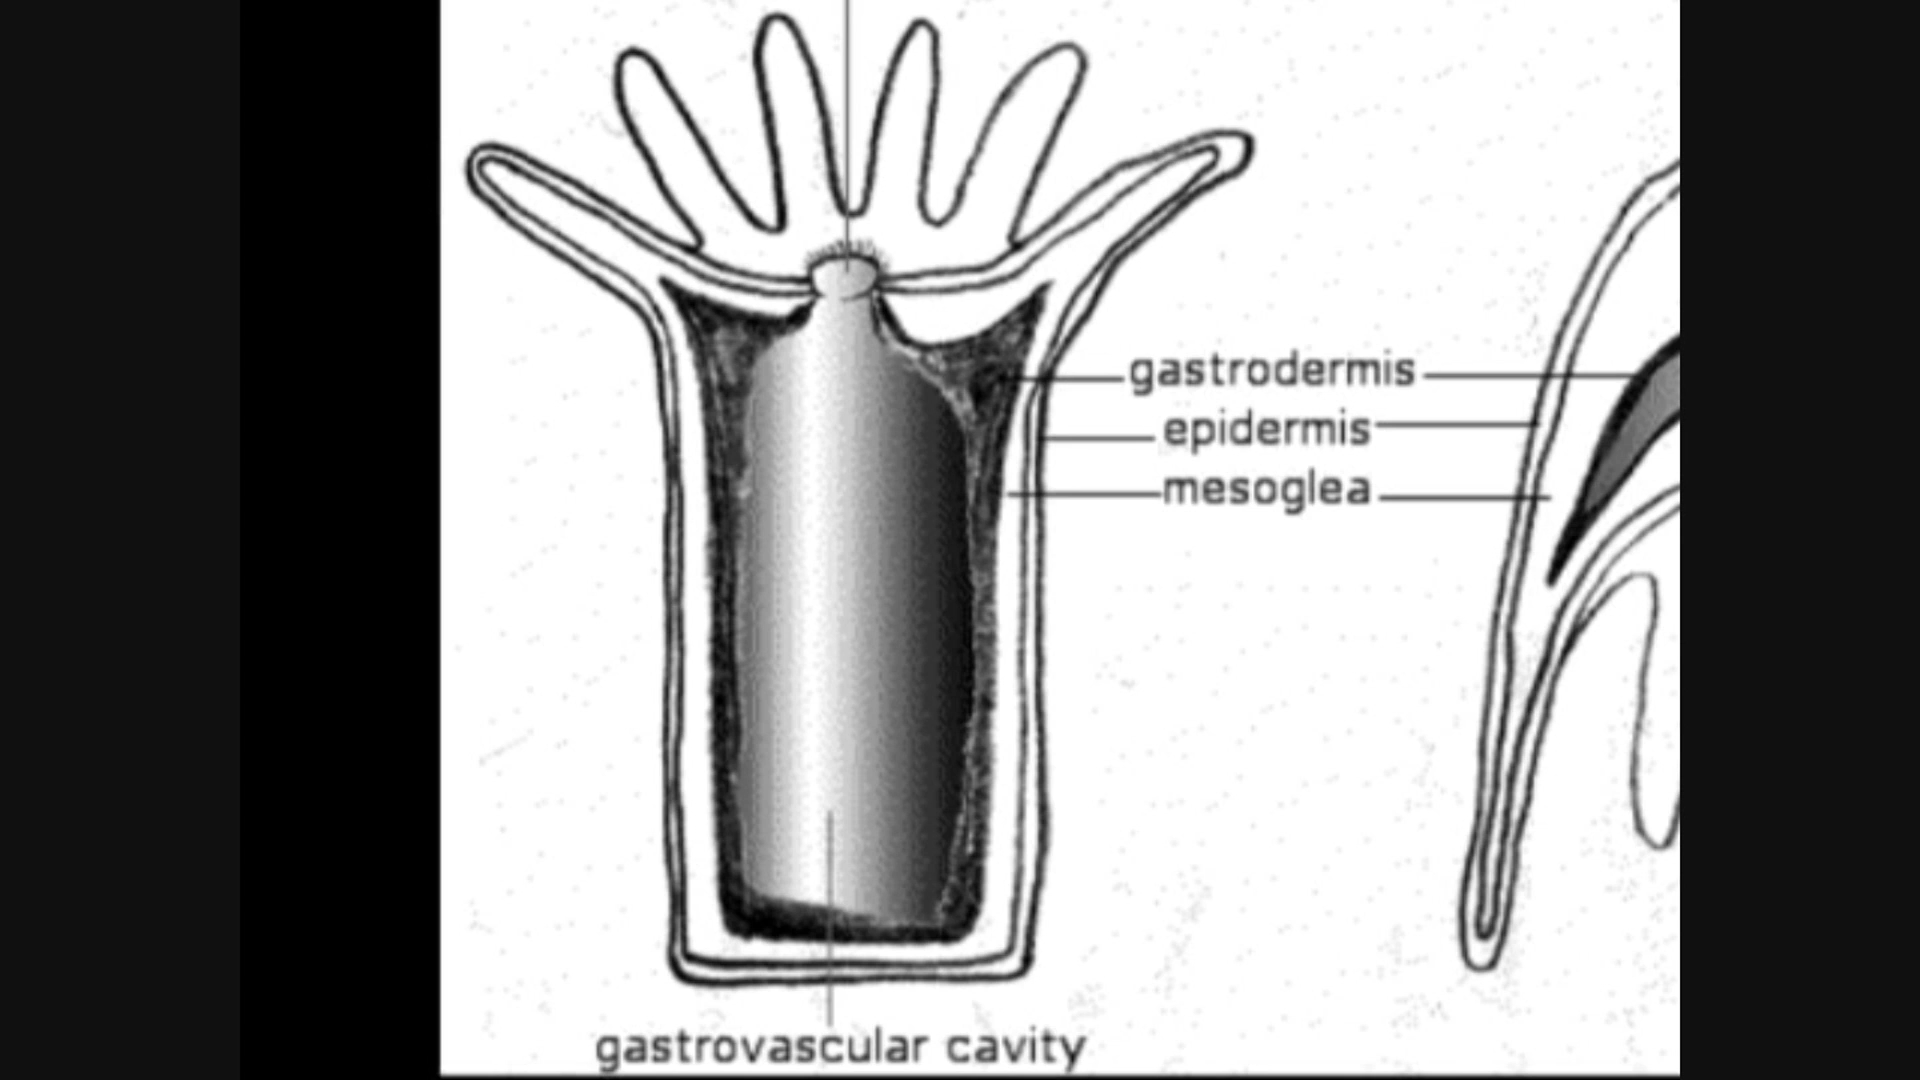 gastrodermis
epidermis
mesoglea
gastrovascular cavity